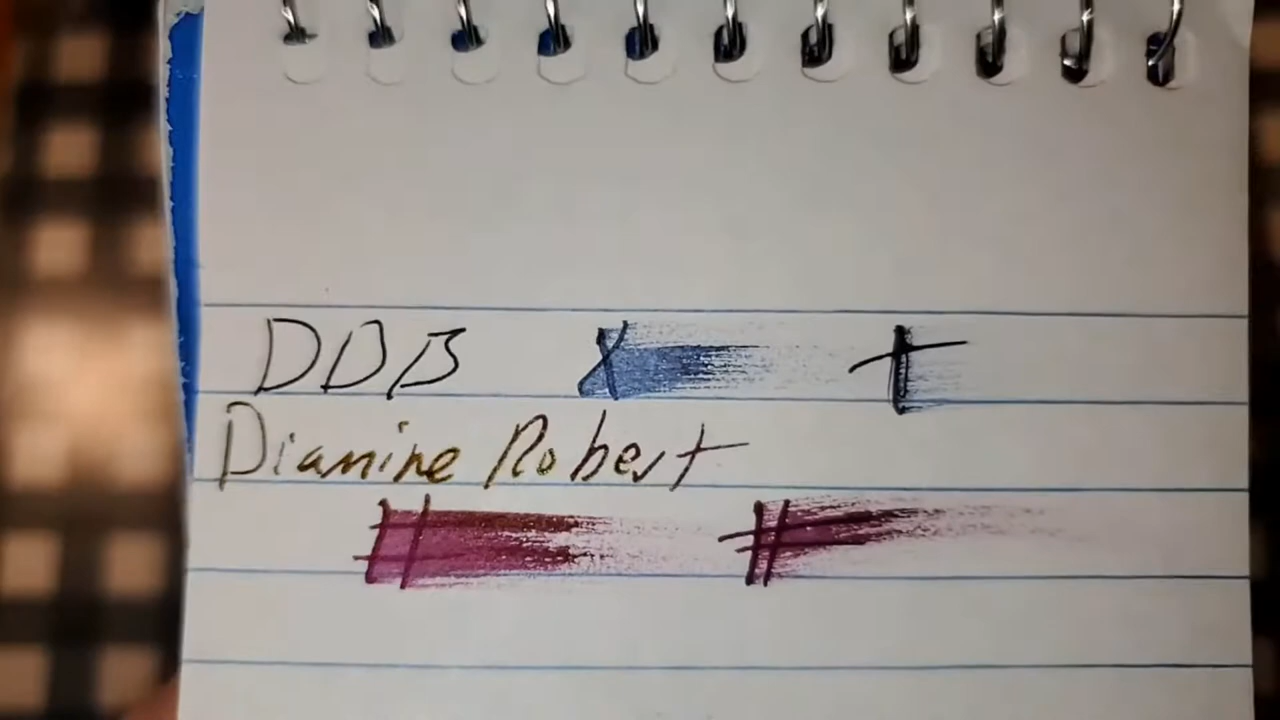 DDB X +
Diamine Robert
# #